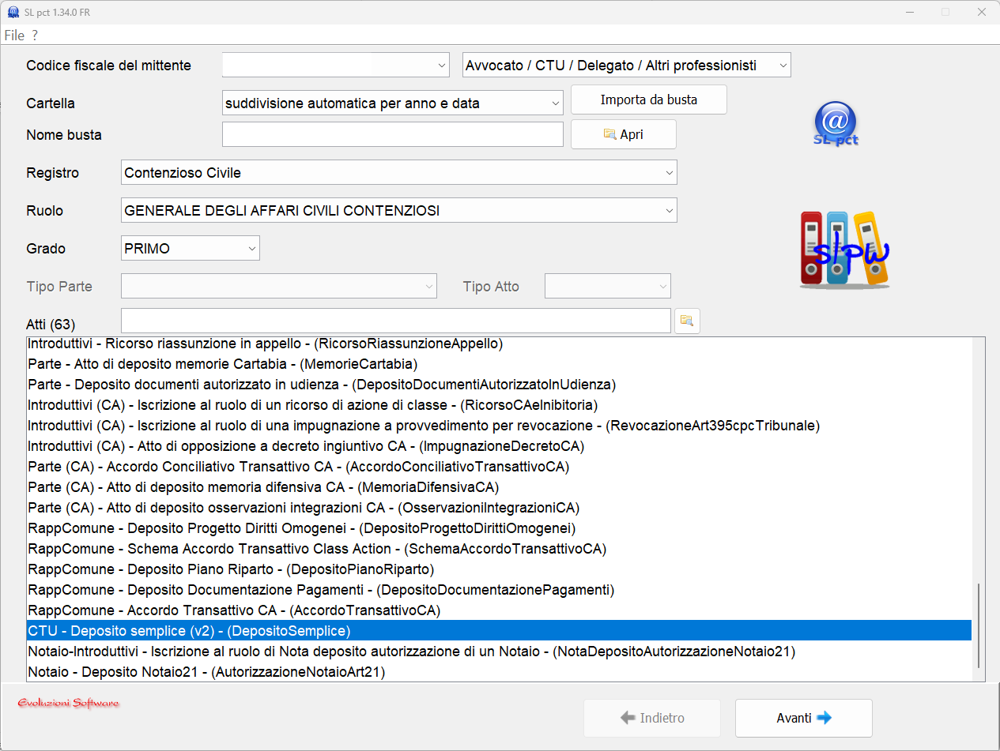 SL pct 1.34.0 FR
File ?
Codice fiscale del mittente Avvocato / CTU / Delegato / Altri professionisti
Cartella suddivisione automatica per anno e data Importa da busta
Nome busta Apri
@
SL pct
Registro Contenzioso Civile
Ruolo GENERALE DEGLI AFFARI CIVILI CONTENZIOSI
Grado PRIMO
slpw
Tipo Parte Tipo Atto
Atti (63)
Introduttivi - Ricorso riassunzione in appello - (RicorsoRiassunzioneAppello)
Parte - Atto di deposito memorie Cartabia - (MemorieCartabia)
Parte - Deposito documenti autorizzato in udienza - (DepositoDocumentiAutorizzatoInUdienza)
Introduttivi (CA) - Iscrizione al ruolo di un ricorso di azione di classe - (RicorsoCAeInibitoria)
Introduttivi (CA) - Iscrizione al ruolo di una impugnazione a provvedimento per revocazione - (RevocazioneArt395cpcTribunale)
Introduttivi (CA) - Atto di opposizione a decreto ingiuntivo CA - (ImpugnazioneDecretoCA)
Parte (CA) - Accordo Conciliativo Transattivo CA - (AccordoConciliativoTransattivoCA)
Parte (CA) - Atto di deposito memoria difensiva CA - (MemoriaDifensivaCA)
Parte (CA) - Atto di deposito osservazioni integrazioni CA - (OsservazioniIntegrazioniCA)
RappComune - Deposito Progetto Diritti Omogenei - (DepositoProgettoDirittiOmogenei)
RappComune - Schema Accordo Transattivo Class Action - (SchemaAccordoTransattivoCA)
RappComune - Deposito Piano Riparto - (DepositoPianoRiparto)
RappComune - Deposito Documentazione Pagamenti - (DepositoDocumentazionePagamenti)
RappComune - Accordo Transattivo CA - (AccordoTransattivoCA)
CTU - Deposito semplice (v2) - (DepositoSemplice)
Notaio-Introduttivi - Iscrizione al ruolo di Nota deposito autorizzazione di un Notaio - (NotaDepositoAutorizzazioneNotaio21)
Notaio - Deposito Notaio21 - (AutorizzazioneNotaioArt21)
Evoluzioni Software
Indietro Avanti